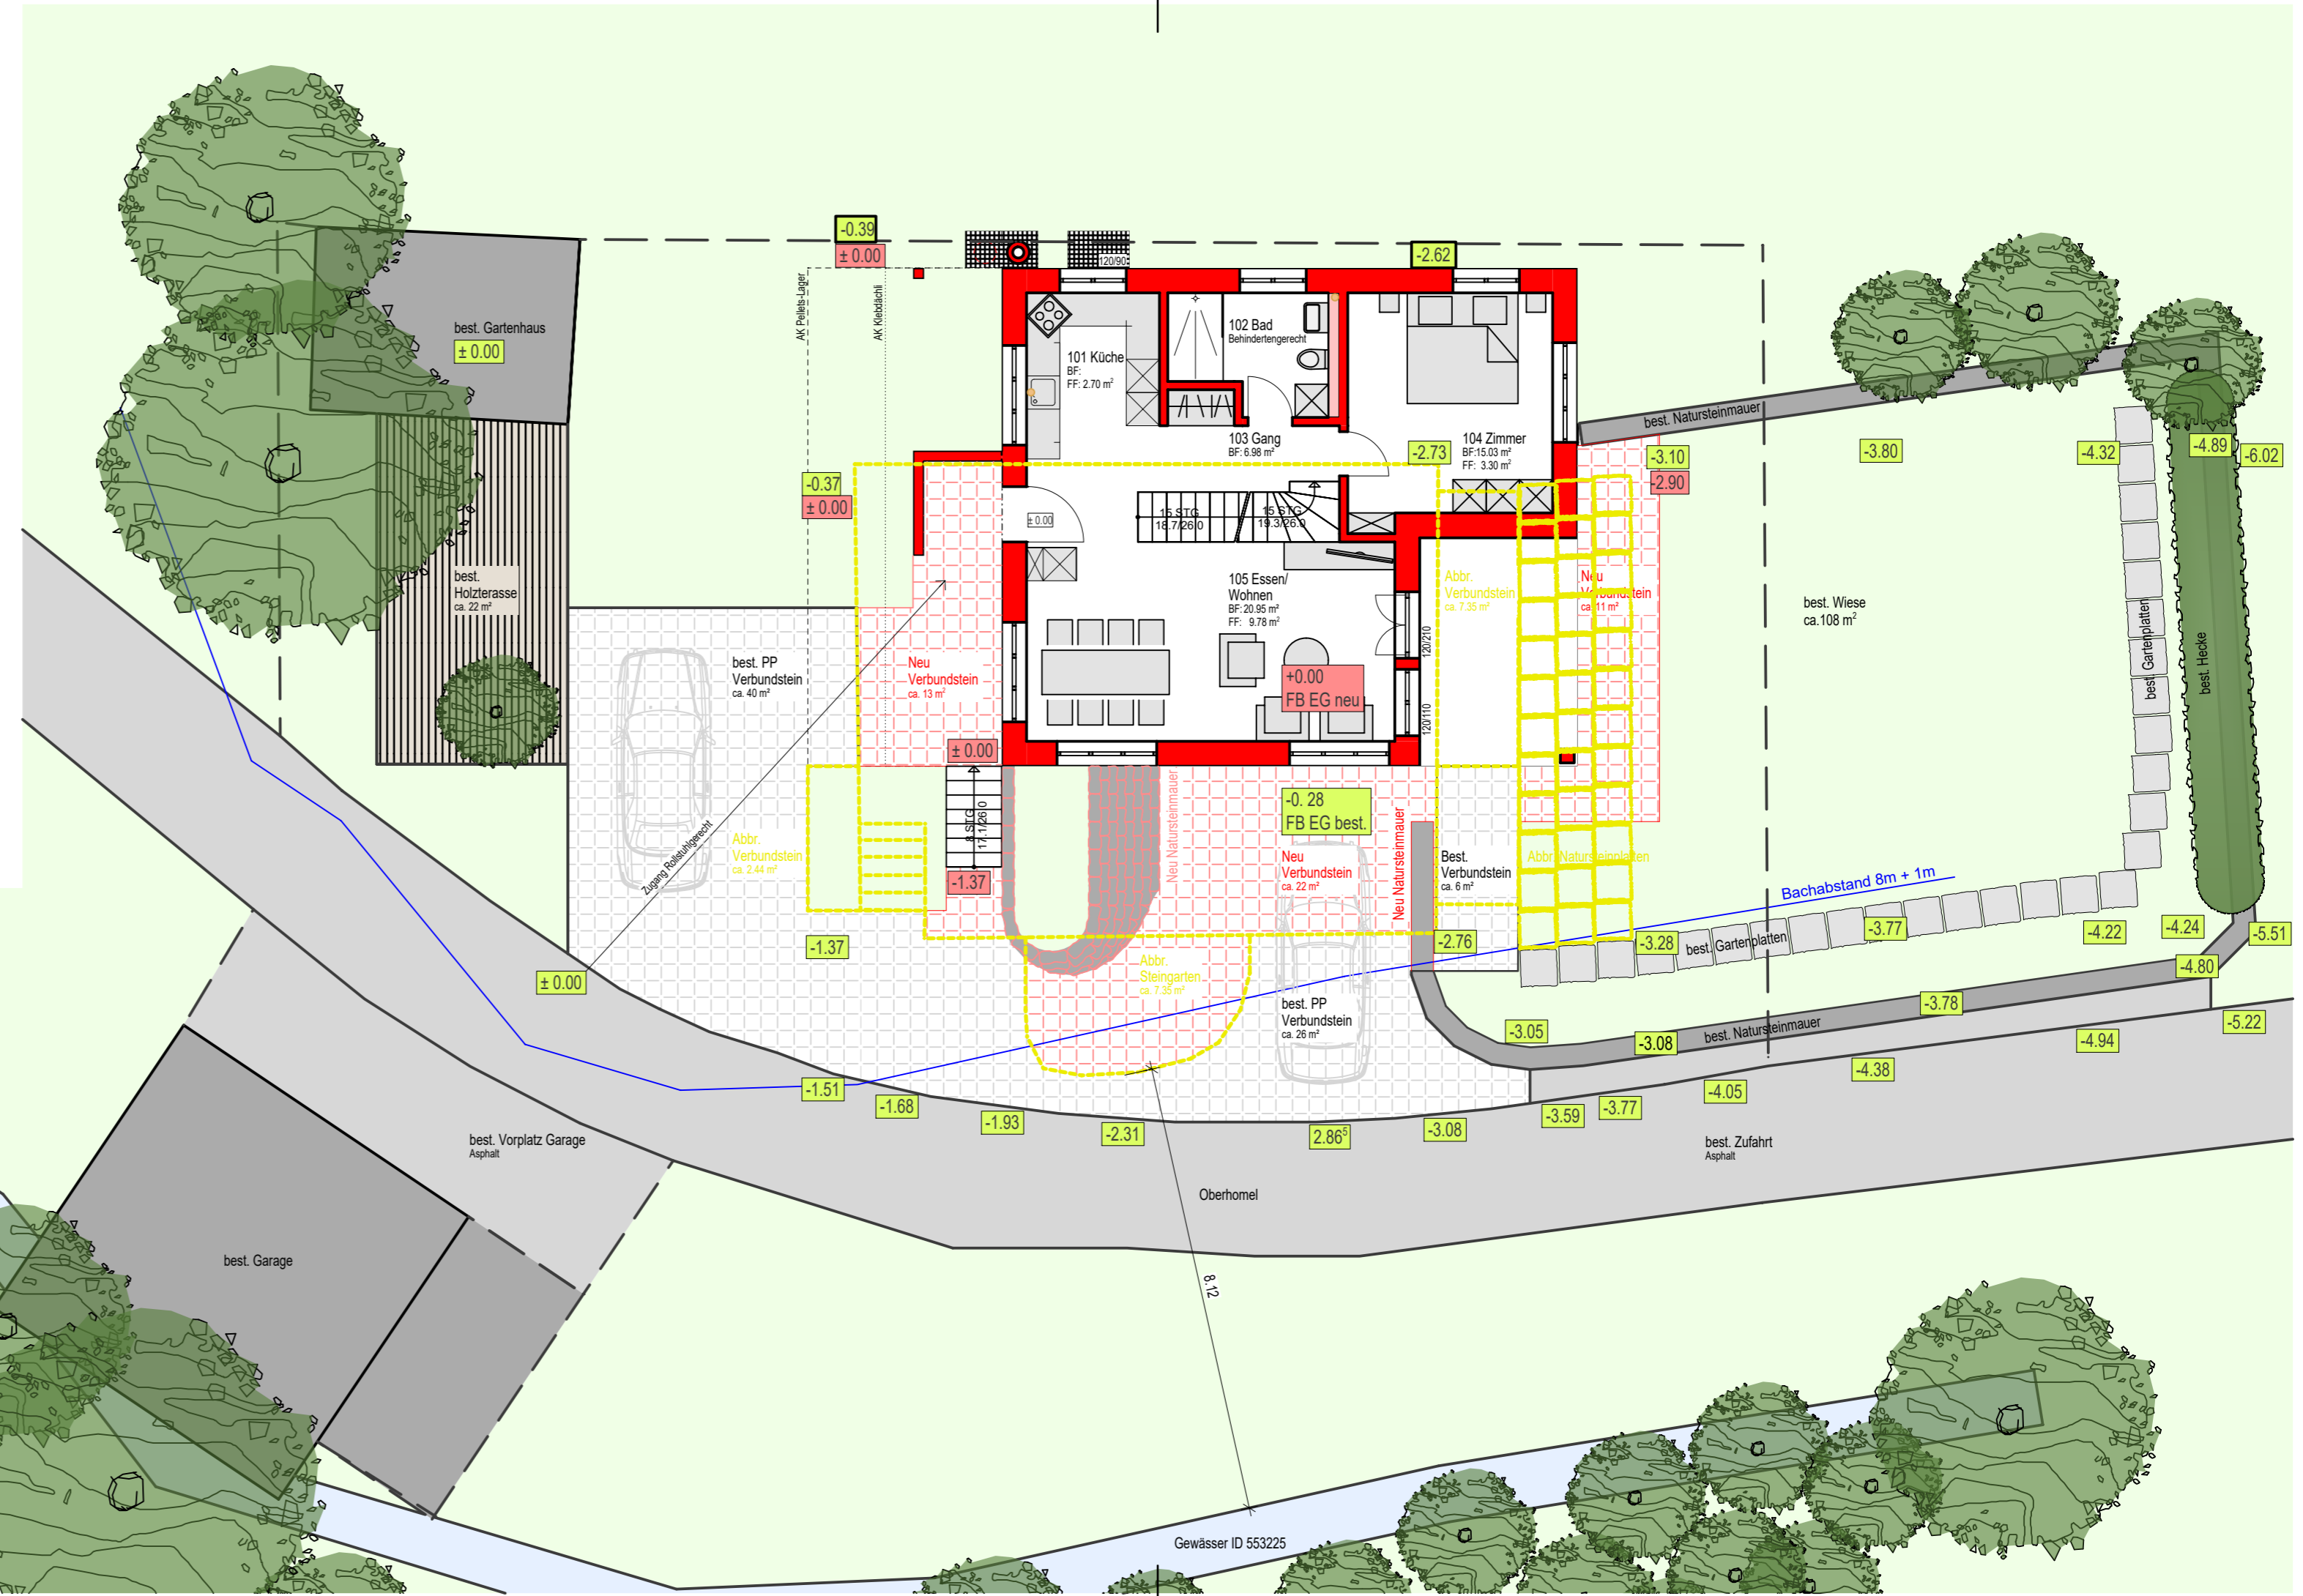 -0.39
± 0.00
120/90
-2.62
AK Pellets-Lager
AK Klebdächli
best. Gartenhaus
± 0.00
102 Bad
Behindertengerecht
101 Küche
BF:
FF: 2.70 m²
best. Natursteinmauer
103 Gang
BF: 6.98 m²
104 Zimmer
BF:15.03 m²
FF: 3.30 m²
-2.73
-3.10
-2.90
-3.80
-4.32
-4.89
-6.02
-0.37
± 0.00
± 0.00
15 STG
18.7/26.0
15 STG
19.3/26.0
best.
Holzterasse
ca. 22 m²
105 Essen/
Wohnen
BF: 20.95 m²
FF: 9.78 m²
Abbr.
Verbundstein
ca. 7.35 m²
Neu
Verbundstein
ca. 11 m²
best. Wiese
ca.108 m²
best. Gartenplatten
best. Hecke
120/210
120/110
best. PP
Verbundstein
ca. 40 m²
Neu
Verbundstein
ca. 13 m²
+0.00
FB EG neu
± 0.00
Neu Natursteinmauer
-0. 28
FB EG best.
8 STG
17.1/26.0
-1.37
Abbr.
Verbundstein
ca. 2.44 m²
Zugang Rollstuhlgerecht
Neu
Verbundstein
ca. 22 m²
Neu Natursteinmauer
Best.
Verbundstein
ca. 6 m²
Abbr. Natursteinplatten
Bachabstand 8m + 1m
-1.37
± 0.00
-2.76
-3.28
best. Gartenplatten
-3.77
-4.22
-4.24
-5.51
-4.80
Abbr.
Steingarten
ca. 7.35 m²
best. PP
Verbundstein
ca. 26 m²
-3.05
-3.08
best. Natursteinmauer
-3.78
-5.22
-4.94
-4.38
-4.05
-3.77
-3.59
-3.08
2.86⁵
-2.31
-1.93
-1.68
-1.51
best. Vorplatz Garage
Asphalt
best. Zufahrt
Asphalt
Oberhomel
best. Garage
8.12
Gewässer ID 553225